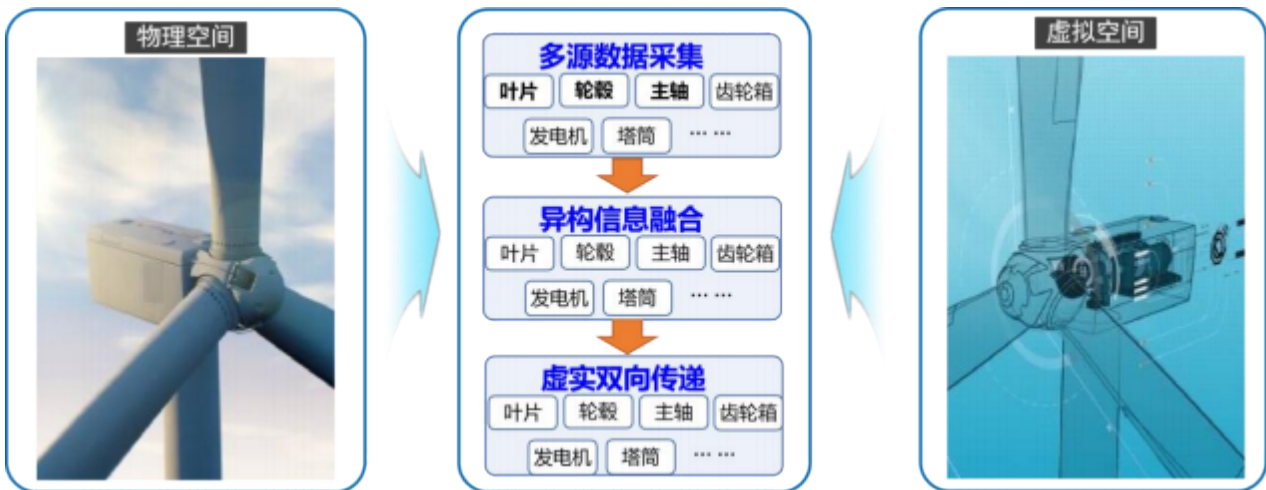 物理空间
多源数据采集
叶片 轮毂 主轴 齿轮箱
发电机 塔筒 ... ...
异构信息融合
叶片 轮毂 主轴 齿轮箱
发电机 塔筒 ... ...
虚实双向传递
叶片 轮毂 主轴 齿轮箱
发电机 塔筒 ... ...
虚拟空间